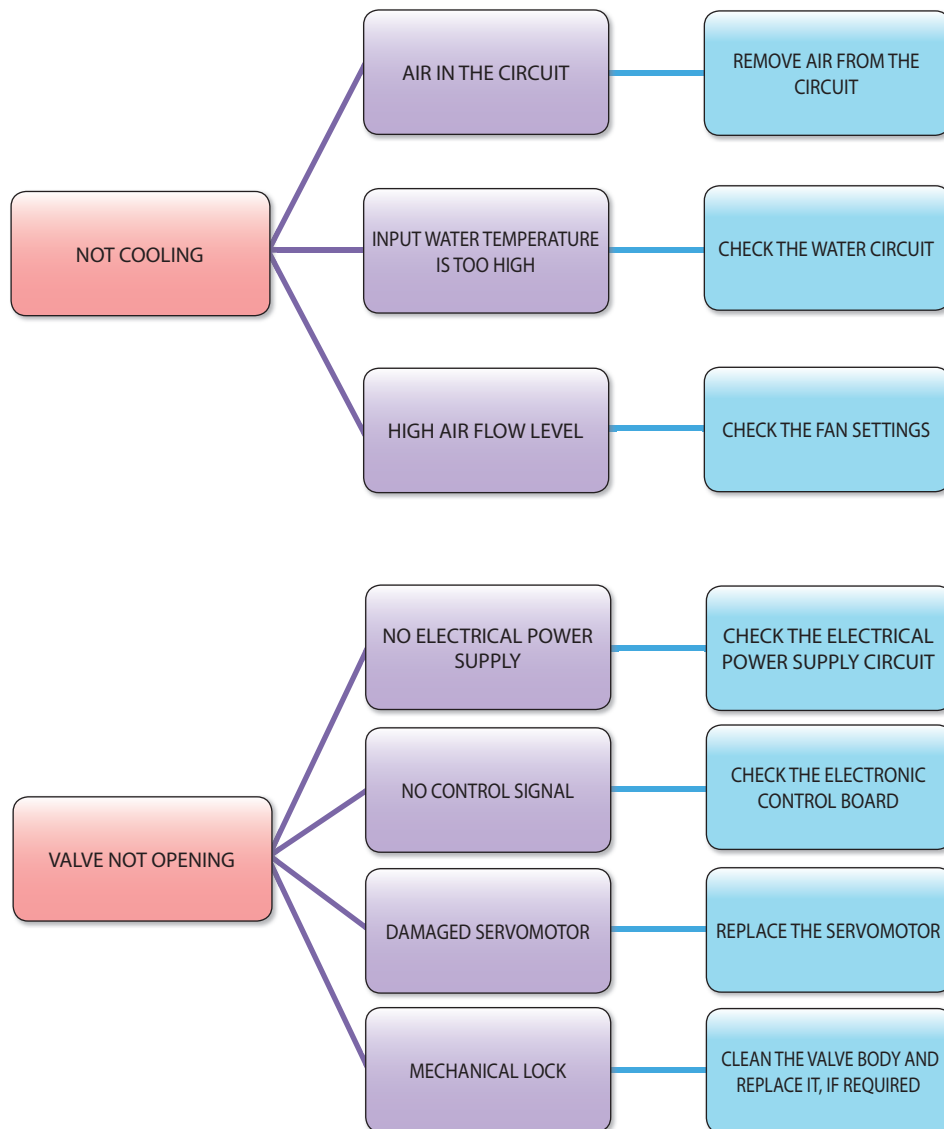 AIR IN THE CIRCUIT
REMOVE AIR FROM THE
CIRCUIT
NOT COOLING
INPUT WATER TEMPERATURE
IS TOO HIGH
CHECK THE WATER CIRCUIT
HIGH AIR FLOW LEVEL
CHECK THE FAN SETTINGS
NO ELECTRICAL POWER
SUPPLY
CHECK THE ELECTRICAL
POWER SUPPLY CIRCUIT
NO CONTROL SIGNAL
CHECK THE ELECTRONIC
CONTROL BOARD
VALVE NOT OPENING
DAMAGED SERVOMOTOR
REPLACE THE SERVOMOTOR
MECHANICAL LOCK
CLEAN THE VALVE BODY AND
REPLACE IT, IF REQUIRED